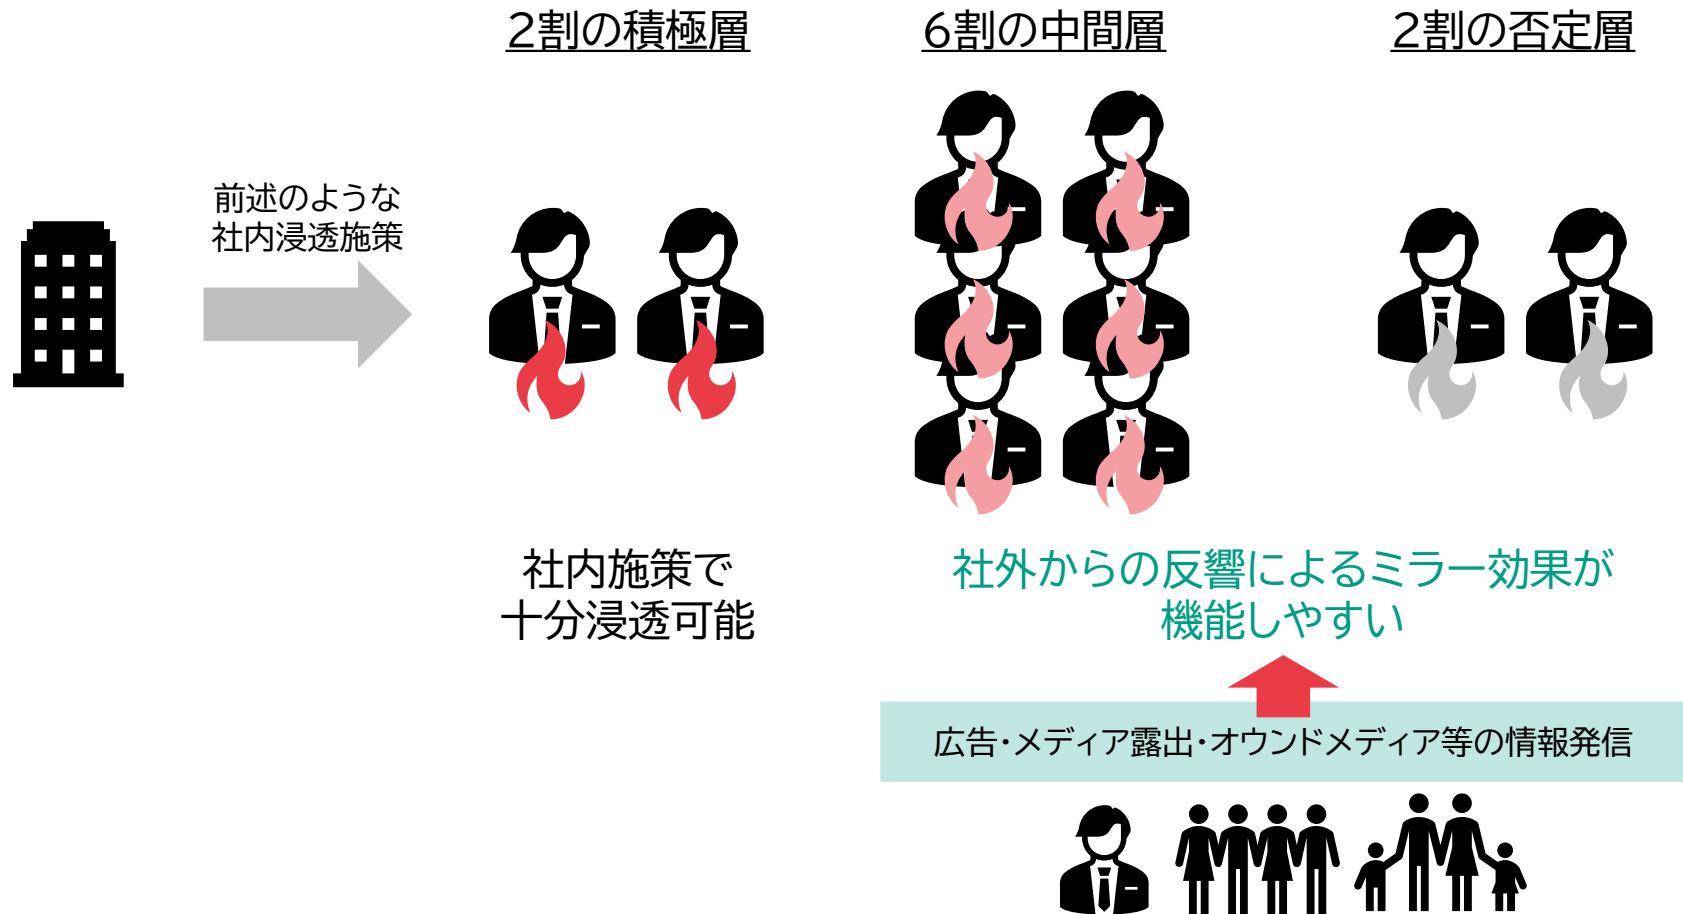 2割の積極層
6割の中間層
2割の否定層
前述のような
社内浸透施策
社内施策で
十分浸透可能
社外からの反響によるミラー効果が
機能しやすい
広告・メディア露出・オウンドメディア等の情報発信